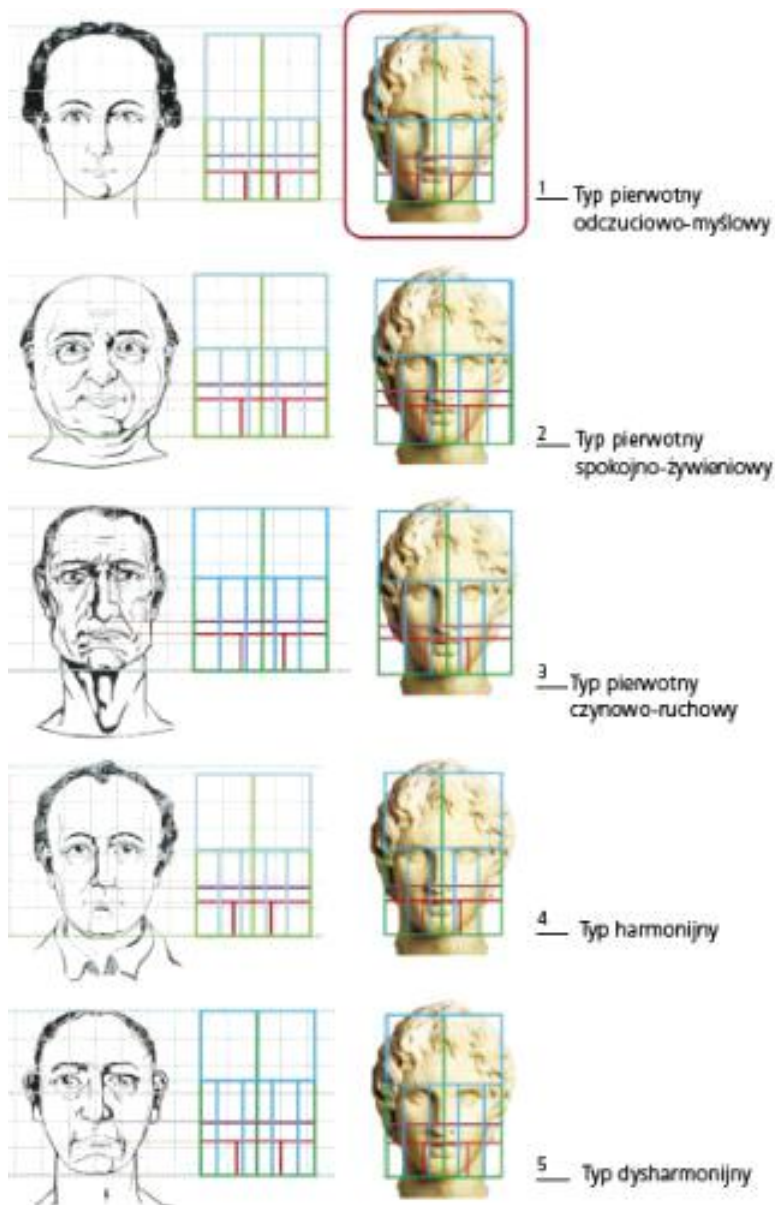 1 Typ pierwotny
odczuciowo-myślowy
2 Typ pierwotny
spokojno-żywieniowy
3 Typ pierwotny
czynowo-ruchowy
4 Typ harmonijny
5 Typ dysharmonijny